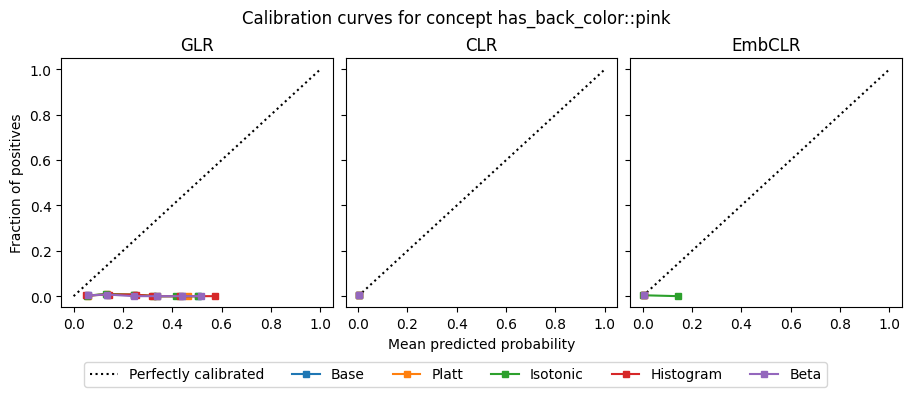 Calibration curves for concept has_back_color::pink
GLR
CLR
EmbCLR
Fraction of positives
1.0
0.8
0.6
0.4
0.2
0.0
0.0 0.2 0.4 0.6 0.8 1.0
0.0 0.2 0.4 0.6 0.8 1.0
0.0 0.2 0.4 0.6 0.8 1.0
Mean predicted probability
Perfectly calibrated
Base
Platt
Isotonic
Histogram
Beta